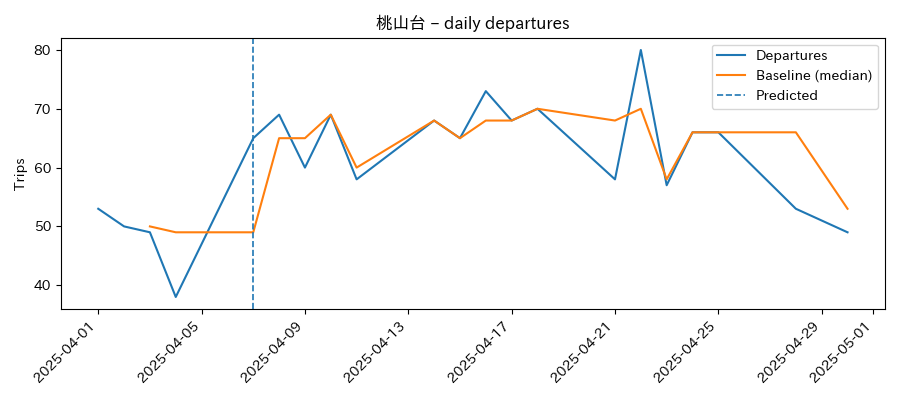 桃山台 – daily departures
Departures
Baseline (median)
Predicted
Trips
80
70
60
50
40
2025-04-01
2025-04-05
2025-04-09
2025-04-13
2025-04-17
2025-04-21
2025-04-25
2025-04-29
2025-05-01